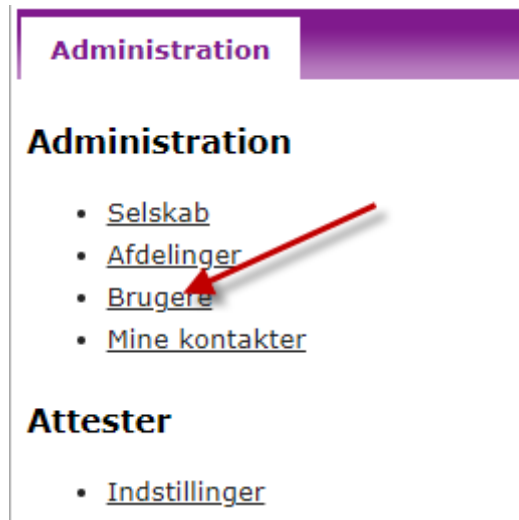 Administration
Administration
Selskab
Afdelinger
Brugere
Mine kontakter
Attester
Indstillinger